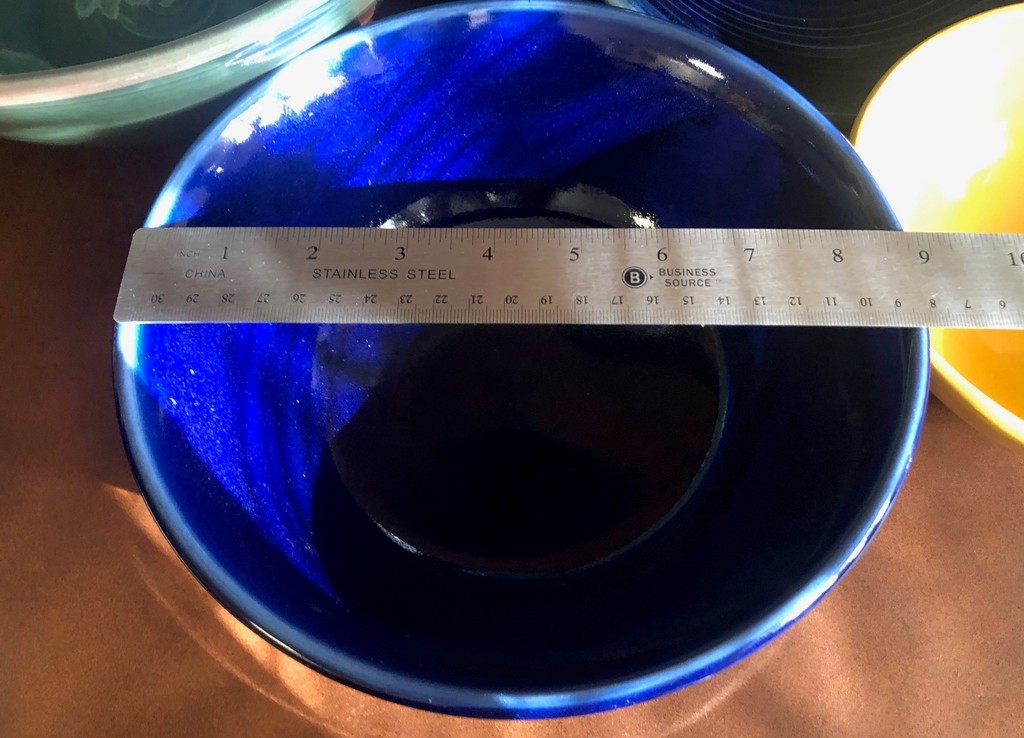 1 2 3 4 5 6 7 8 9 10
INCH
CHINA STAINLESS STEEL B BUSINESS
SOURCE
30 29 28 27 26 25 24 23 22 21 20 19 18 17 16 15 14 13 12 11 10 9 8 7 6